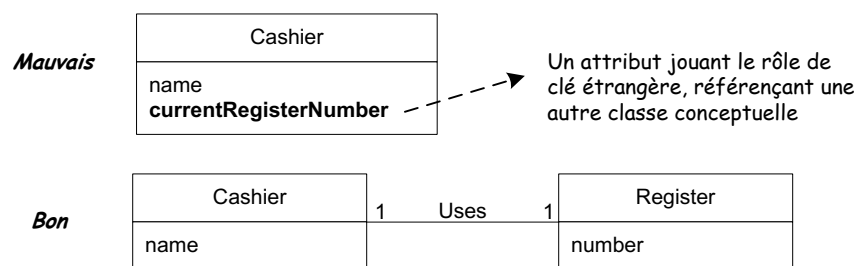 Mauvais
Cashier
name
currentRegisterNumber
Un attribut jouant le rôle de
clé étrangère, référençant une
autre classe conceptuelle
Bon
Cashier
name
1 Uses 1
Register
number